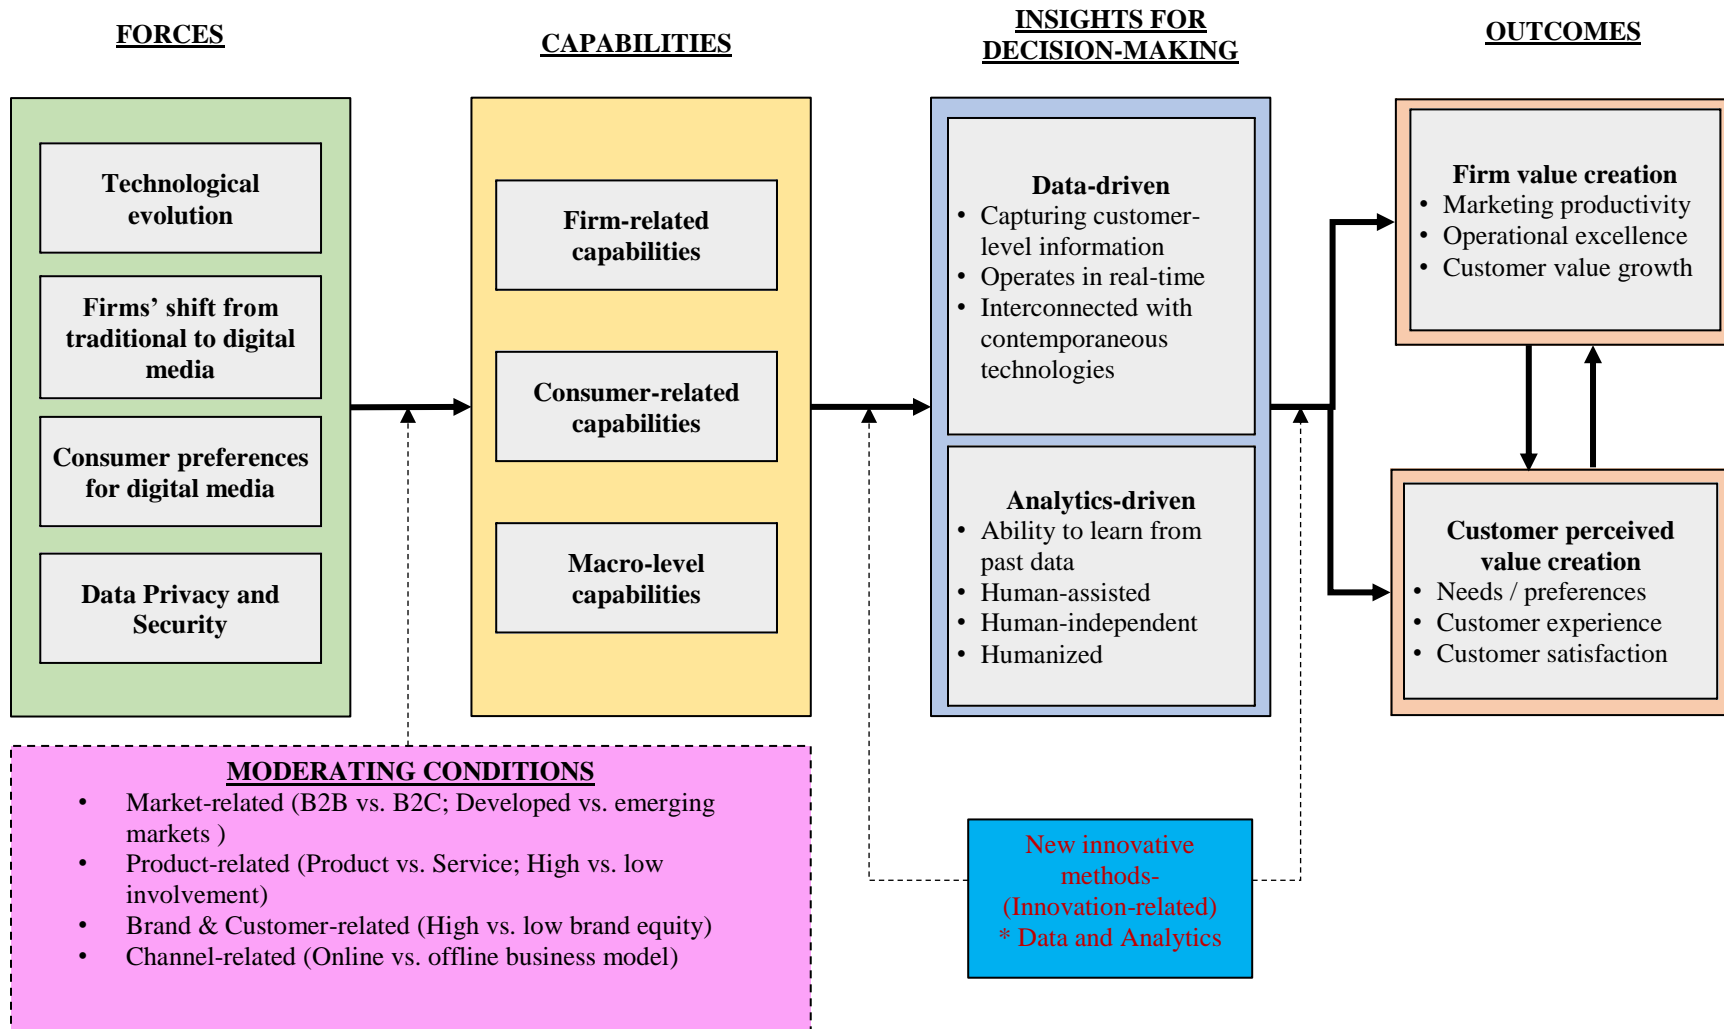 FORCES
CAPABILITIES
INSIGHTS FOR
DECISION-MAKING
OUTCOMES
Technological
evolution
Firms’ shift from
traditional to digital
media
Consumer preferences
for digital media
Data Privacy and
Security
Firm-related
capabilities
Consumer-related
capabilities
Macro-level
capabilities
Data-driven
• Capturing customer-
level information
• Operates in real-time
• Interconnected with
contemporaneous
technologies
Analytics-driven
• Ability to learn from
past data
• Human-assisted
• Human-independent
• Humanized
Firm value creation
• Marketing productivity
• Operational excellence
• Customer value growth
Customer perceived
value creation
• Needs / preferences
• Customer experience
• Customer satisfaction
MODERATING CONDITIONS
• Market-related (B2B vs. B2C; Developed vs. emerging
markets )
• Product-related (Product vs. Service; High vs. low
involvement)
• Brand & Customer-related (High vs. low brand equity)
• Channel-related (Online vs. offline business model)
New innovative
methods-
(Innovation-related)
* Data and Analytics